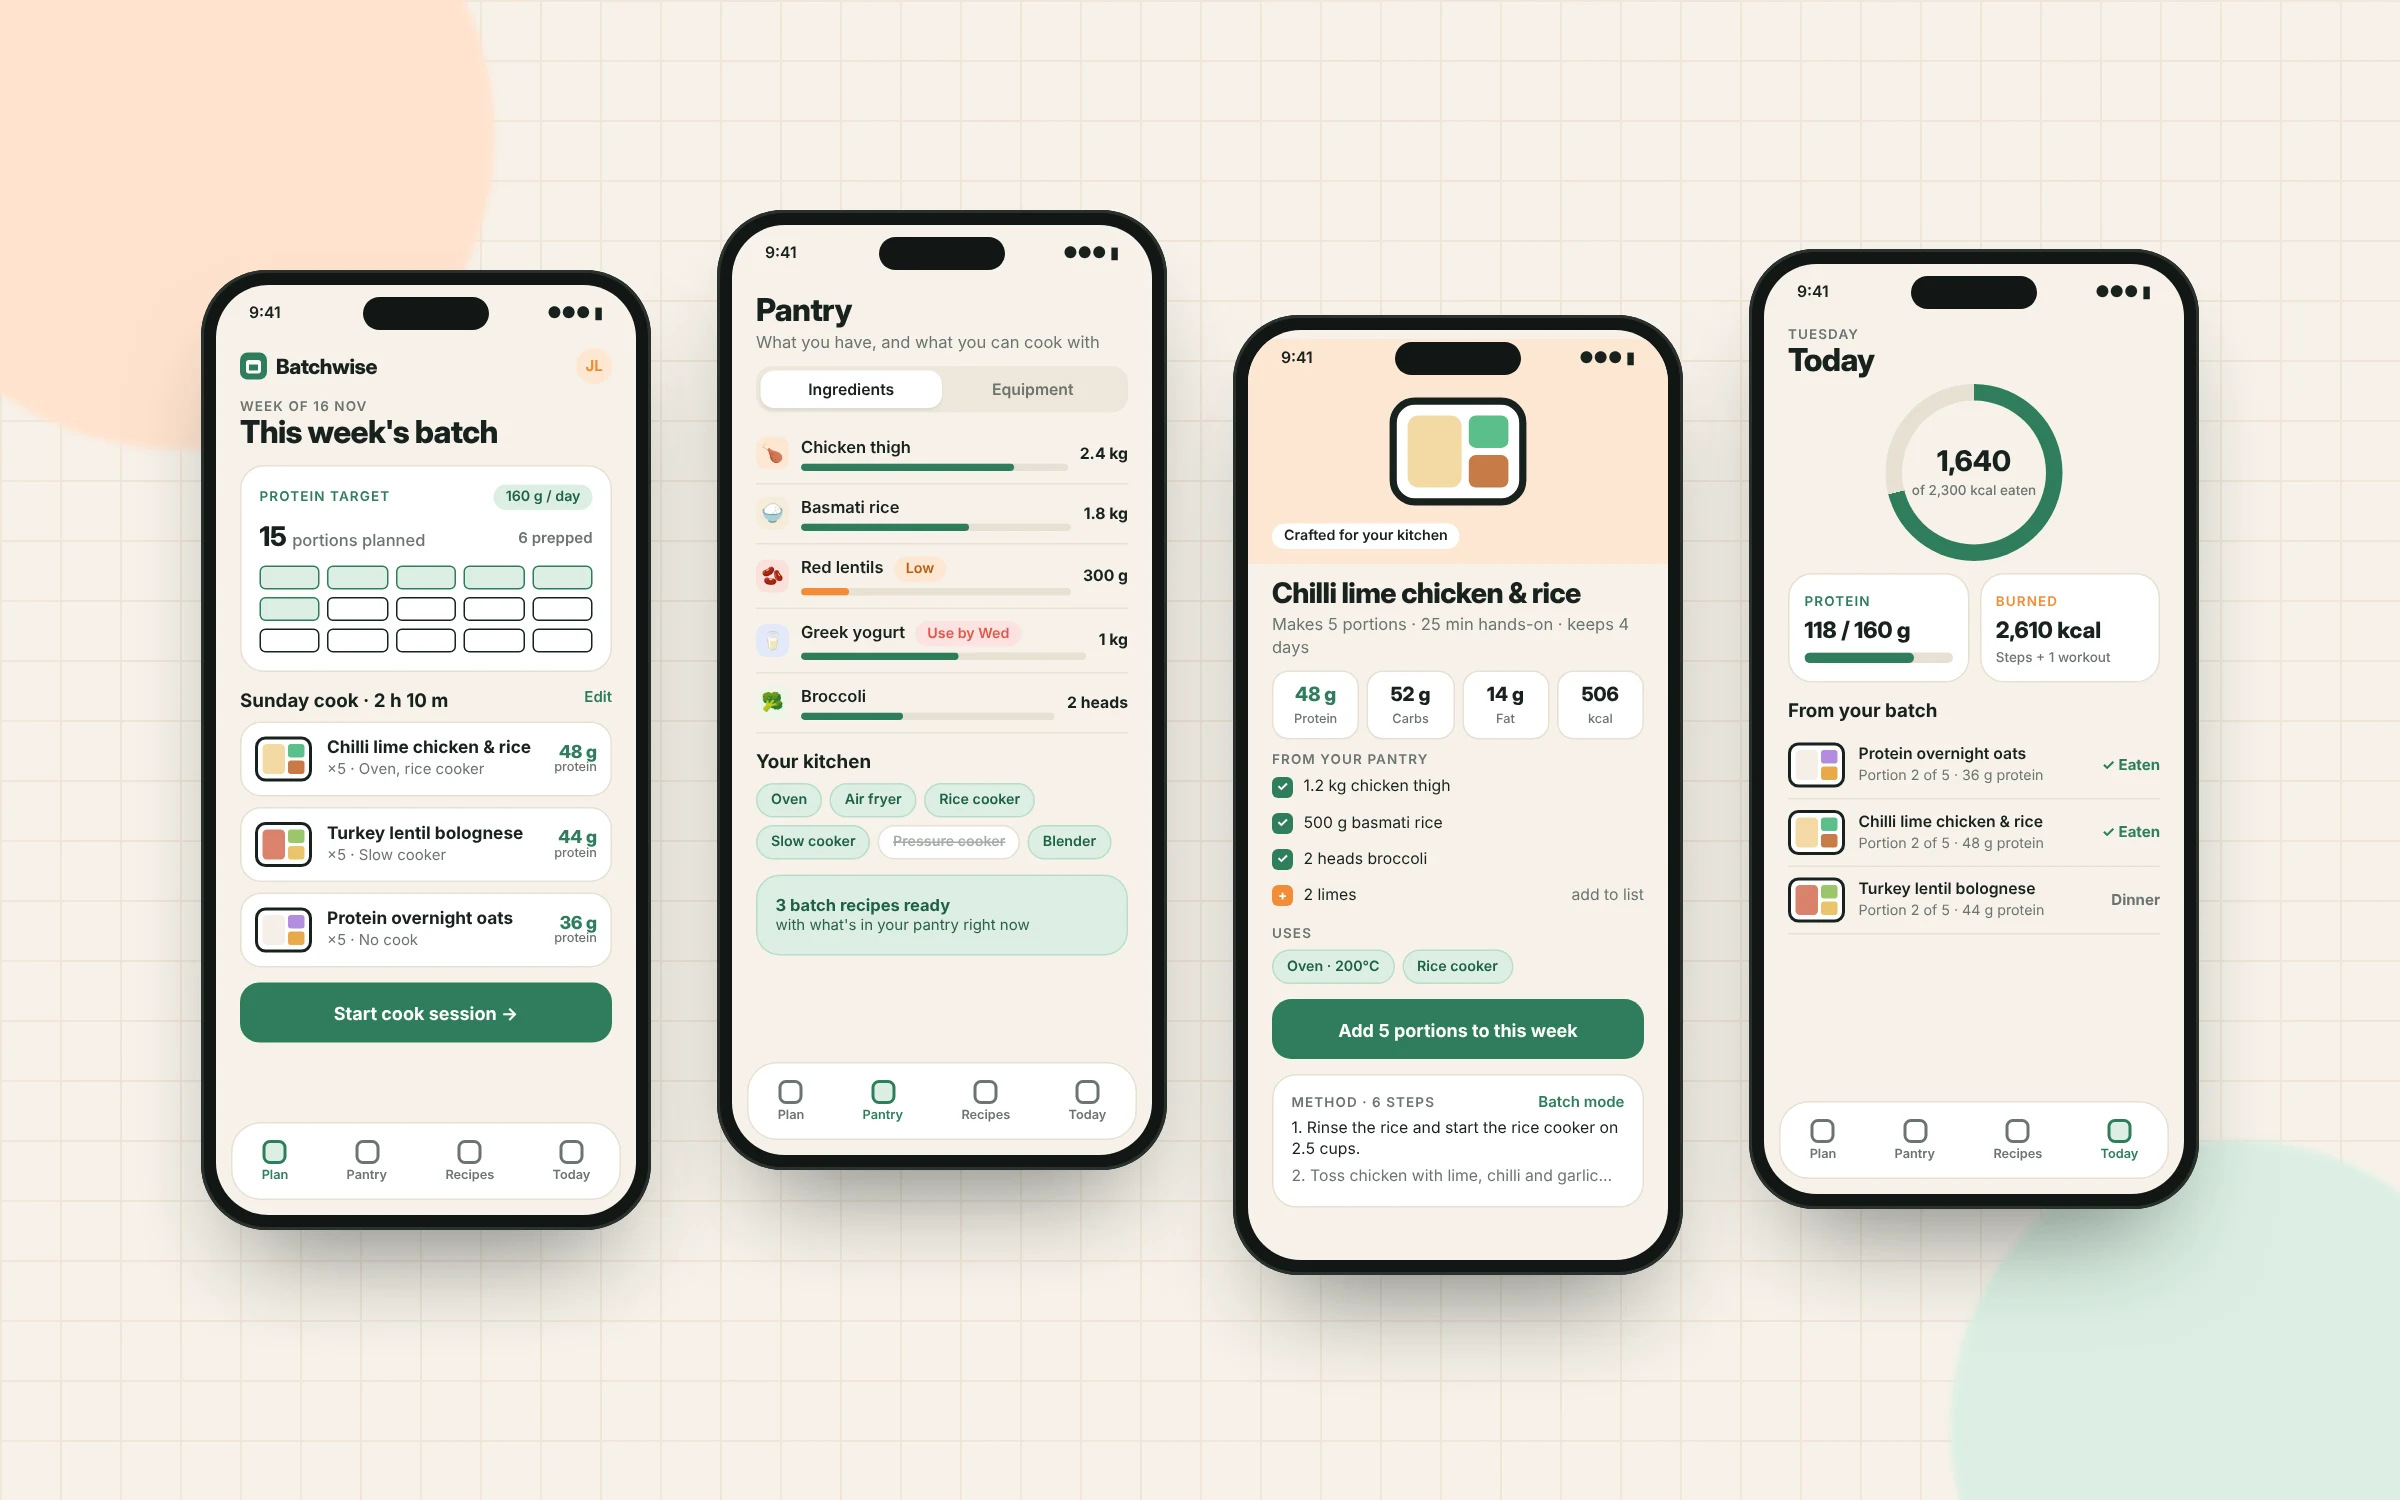 9:41
Batchwise
JL
WEEK OF 16 NOV
This week's batch
PROTEIN TARGET
160 g / day
15 portions planned
6 prepped
Sunday cook · 2 h 10 m
Edit
Chilli lime chicken & rice
×5 · Oven, rice cooker
48 g
protein
Turkey lentil bolognese
×5 · Slow cooker
44 g
protein
Protein overnight oats
×5 · No cook
36 g
protein
Start cook session →
Plan
Pantry
Recipes
Today
9:41
Pantry
What you have, and what you can cook with
Ingredients
Equipment
Chicken thigh
2.4 kg
Basmati rice
1.8 kg
Red lentils
Low
300 g
Greek yogurt
Use by Wed
1 kg
Broccoli
2 heads
Your kitchen
Oven
Air fryer
Rice cooker
Slow cooker
Pressure cooker
Blender
3 batch recipes ready
with what's in your pantry right now
Plan
Pantry
Recipes
Today
9:41
Crafted for your kitchen
Chilli lime chicken & rice
Makes 5 portions · 25 min hands-on · keeps 4
days
48 g
Protein
52 g
Carbs
14 g
Fat
506
kcal
FROM YOUR PANTRY
✓ 1.2 kg chicken thigh
✓ 500 g basmati rice
✓ 2 heads broccoli
+ 2 limes
add to list
USES
Oven · 200°C
Rice cooker
Add 5 portions to this week
METHOD · 6 STEPS
Batch mode
1. Rinse the rice and start the rice cooker on
2.5 cups.
2. Toss chicken with lime, chilli and garlic…
9:41
TUESDAY
Today
1,640
of 2,300 kcal eaten
PROTEIN
118 / 160 g
BURNED
2,610 kcal
Steps + 1 workout
From your batch
Protein overnight oats
Portion 2 of 5 · 36 g protein
✓ Eaten
Chilli lime chicken & rice
Portion 2 of 5 · 48 g protein
✓ Eaten
Turkey lentil bolognese
Portion 2 of 5 · 44 g protein
Dinner
Plan
Pantry
Recipes
Today